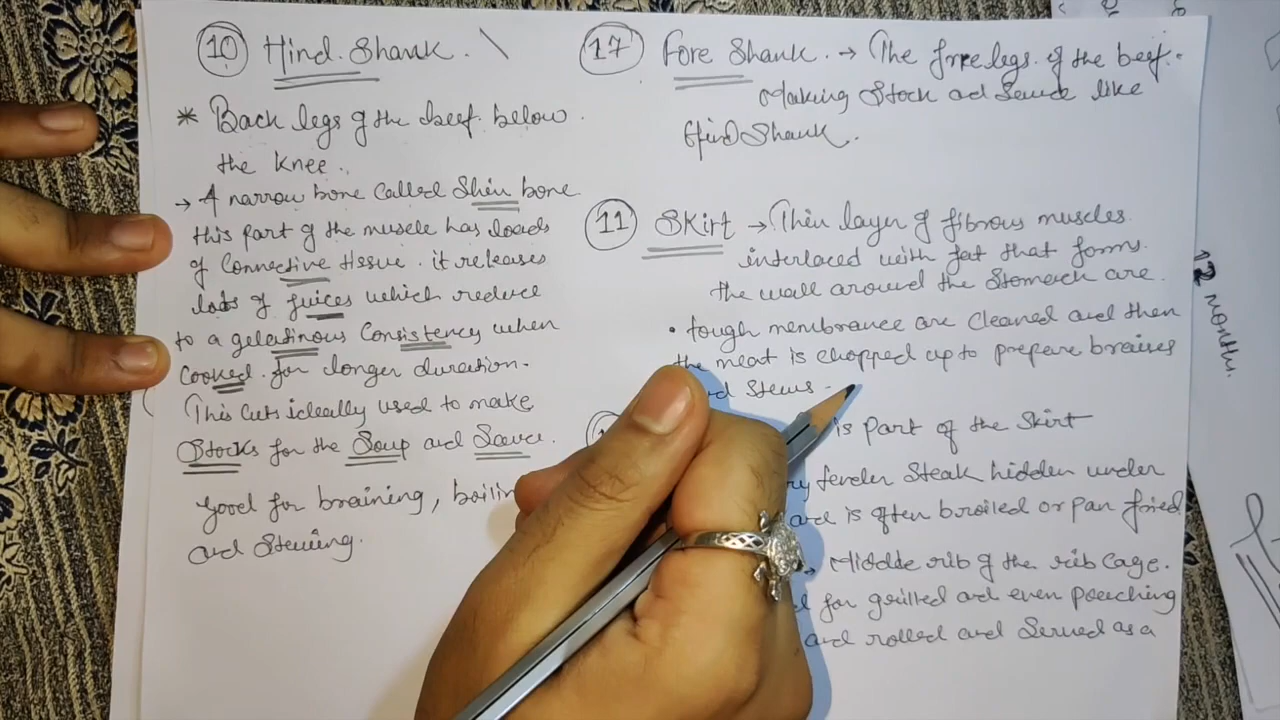 10 Hind Shank.
* Back legs of the beef below
the knee.
→ A narrow bone called Shin bone
this part of the muscle has loads
of Connective tissue. it releases
lots of juices which reduce
to a gelatinous Consistency when
Cooked for longer duration.
This cuts ideally used to make
Stocks for the Soup and Sauce.
good for braining, boilin
and Stewing.
17 Fore Shank. → The free legs of the beef.
Making Stock ad Sauce like
Hind Shank.
11 Skirt → Thin layer of fibrous muscles
interlaced with fat that forms
the wall around the Stomach are.
• tough membrance are Cleaned and then
the meat is chopped up to prepare braises
Stews.
is part of the Skirt
tender Steak hidden under
and is often broiled or pan fried
→ Middle rib of the rib Cage.
for grilled ad even poaching
and rolled and Served as a
12 Months.